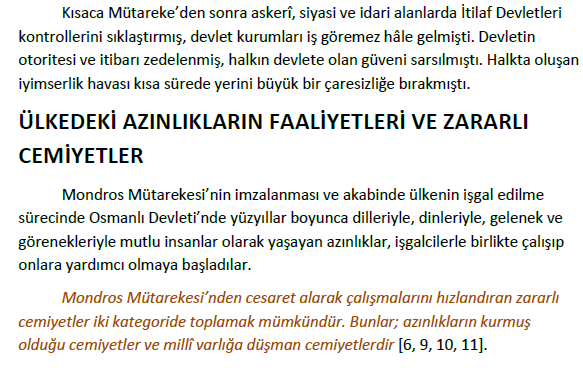 Kısaca Mütareke’den sonra askerî, siyasi ve idari alanlarda İtilaf Devletleri
kontrollerini sıklaştırmış, devlet kurumları iş göremez hâle gelmişti. Devletin
otoritesi ve itibarı zedelenmiş, halkın devlete olan güveni sarsılmıştı. Halkta oluşan
iyimserlik havası kısa sürede yerini büyük bir çaresizliğe bırakmıştı.
ÜLKEDEKİ AZINLIKLARIN FAALİYETLERİ VE ZARARLI
CEMİYETLER
Mondros Mütarekesi’nin imzalanması ve akabinde ülkenin işgal edilme
sürecinde Osmanlı Devleti’nde yüzyıllar boyunca dilleriyle, dinleriyle, gelenek ve
görenekleriyle mutlu insanlar olarak yaşayan azınlıklar, işgalcilerle birlikte çalışıp
onlara yardımcı olmaya başladılar.
Mondros Mütarekesi’nden cesaret alarak çalışmalarını hızlandıran zararlı
cemiyetler iki kategoride toplamak mümkündür. Bunlar; azınlıkların kurmuş
olduğu cemiyetler ve millî varlığa düşman cemiyetlerdir [6, 9, 10, 11].